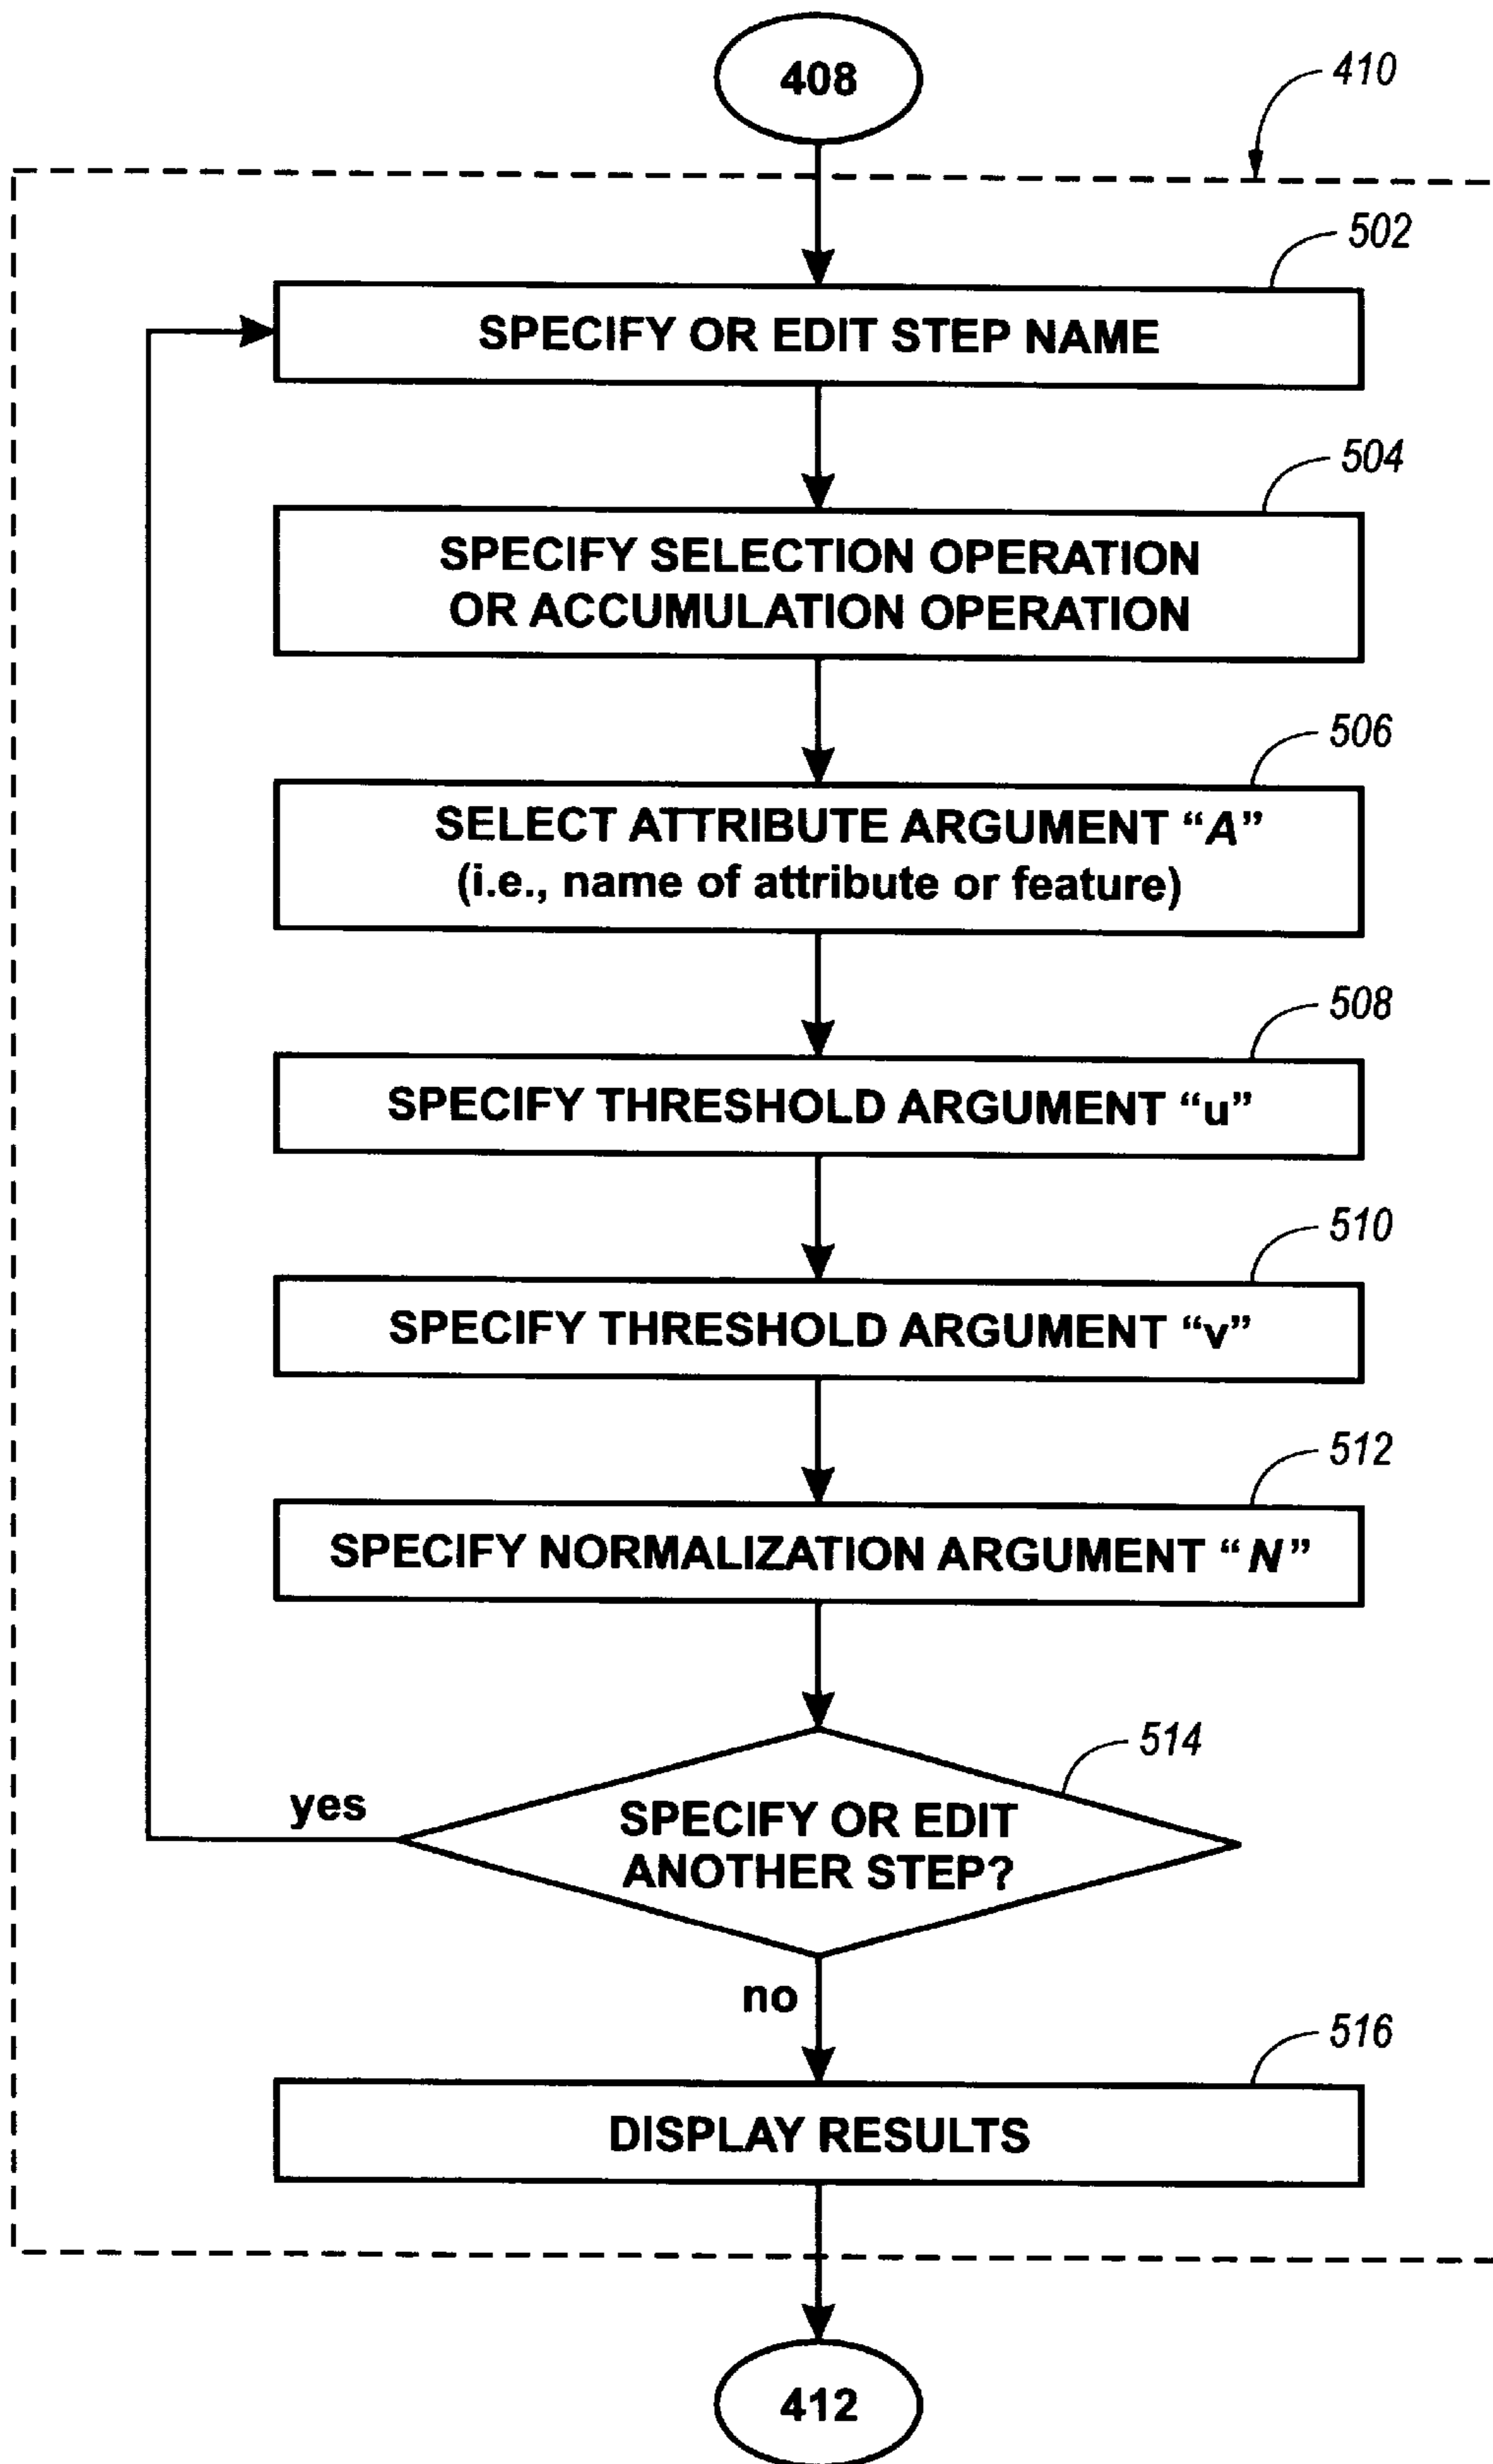 408
410
502
SPECIFY OR EDIT STEP NAME
504
SPECIFY SELECTION OPERATION
OR ACCUMULATION OPERATION
506
SELECT ATTRIBUTE ARGUMENT “A”
(i.e., name of attribute or feature)
508
SPECIFY THRESHOLD ARGUMENT “u”
510
SPECIFY THRESHOLD ARGUMENT “v”
512
SPECIFY NORMALIZATION ARGUMENT “N”
514
yes
SPECIFY OR EDIT
ANOTHER STEP?
no
516
DISPLAY RESULTS
412